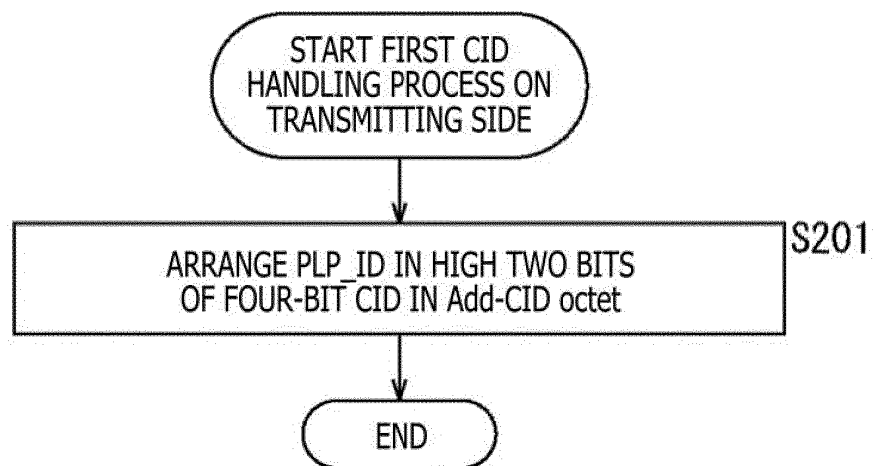 START FIRST CID
HANDLING PROCESS ON
TRANSMITTING SIDE
S201
ARRANGE PLP_ID IN HIGH TWO BITS
OF FOUR-BIT CID IN Add-CID octet
END